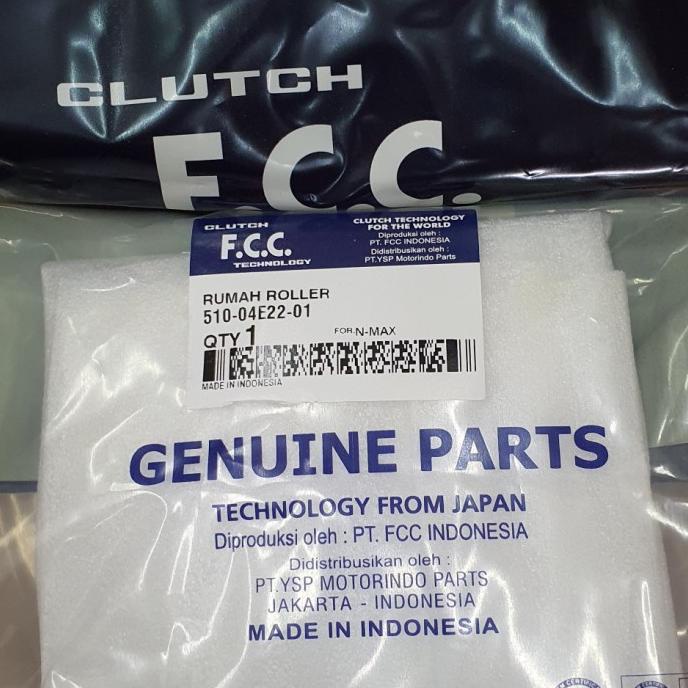 CLUTCH
F.C.C.
CLUTCH
F.C.C.
TECHNOLOGY
CLUTCH TECHNOLOGY
FOR THE WORLD
Diproduksi oleh :
PT. FCC INDONESIA
Didistribusikan oleh :
PT.YSP Motorindo Parts
RUMAH ROLLER
510-04E22-01
QTY 1
FOR N-MAX
MADE IN INDONESIA
GENUINE PARTS
TECHNOLOGY FROM JAPAN
Diproduksi oleh : PT. FCC INDONESIA
Didistribusikan oleh :
PT.YSP MOTORINDO PARTS
JAKARTA - INDONESIA
MADE IN INDONESIA